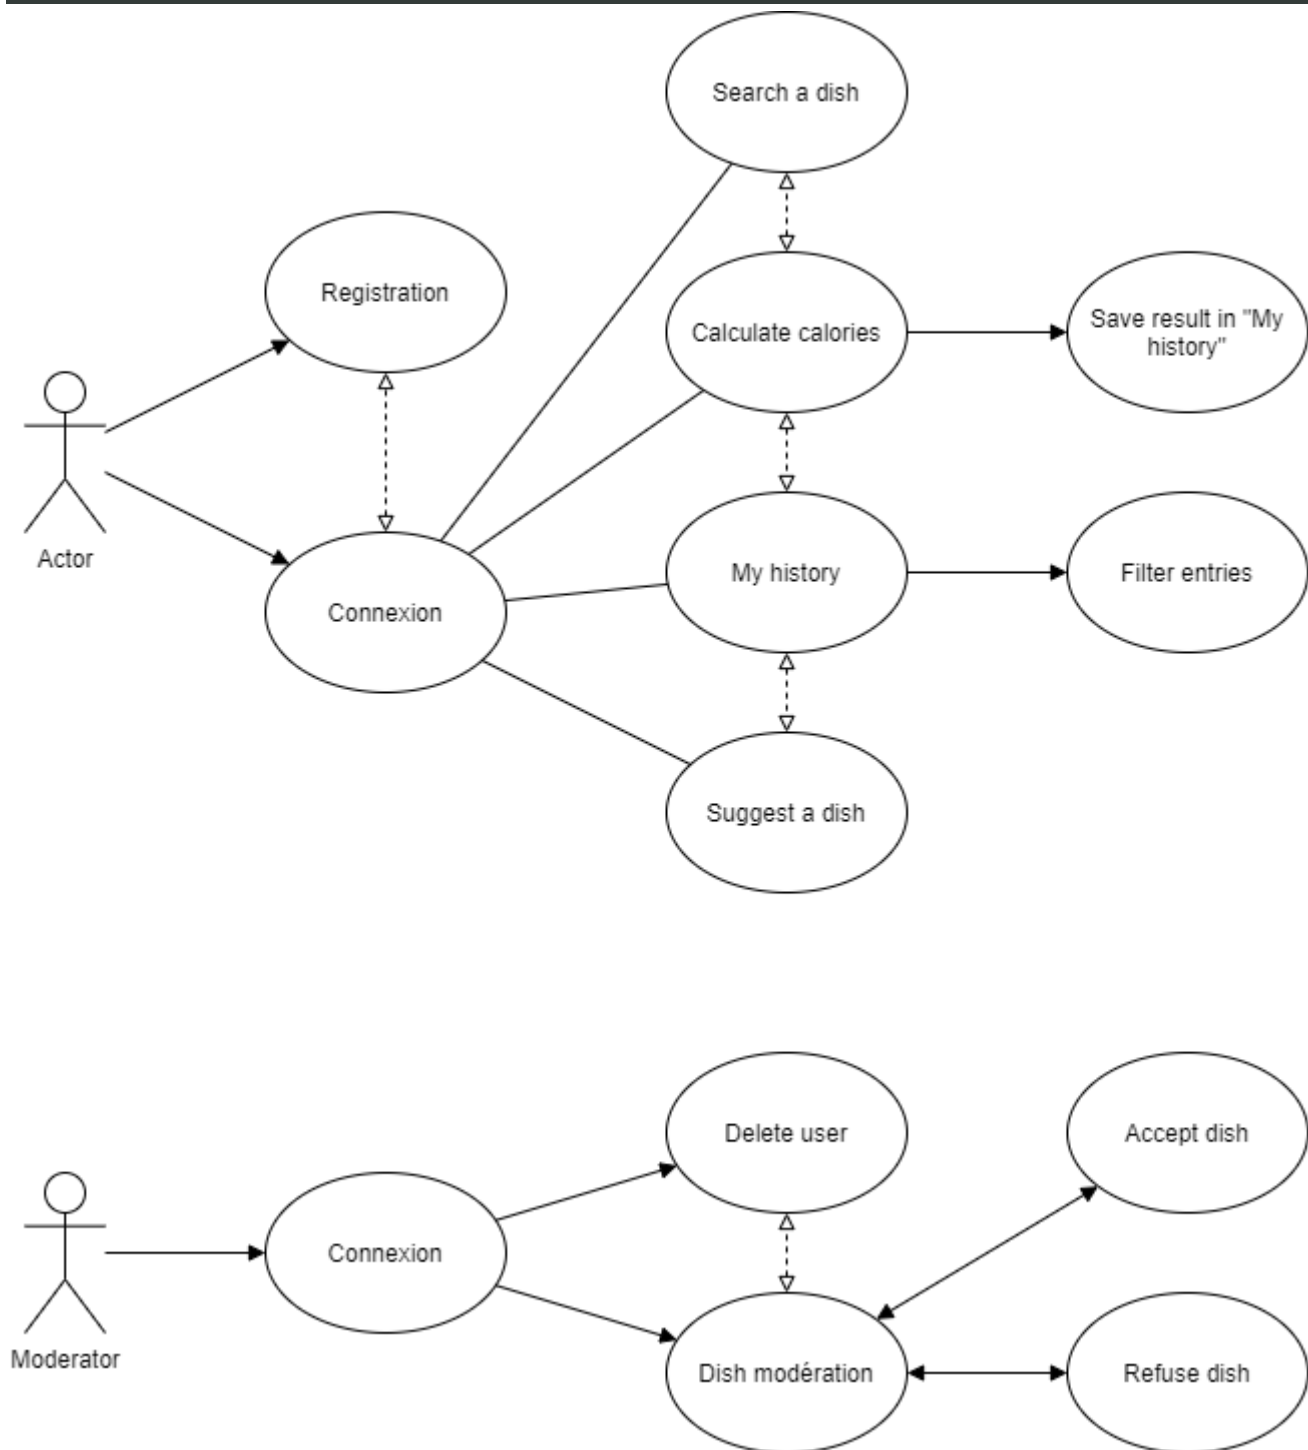 Search a dish
Registration
Calculate calories
Save result in "My
history"
Actor
Connexion
My history
Filter entries
Suggest a dish
Delete user
Accept dish
Connexion
Moderator
Dish modération
Refuse dish